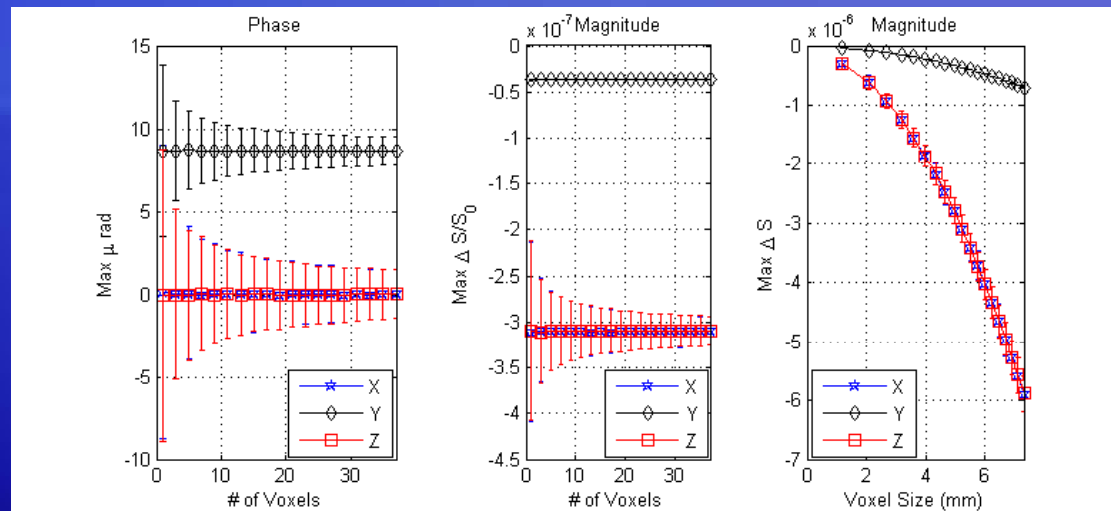 Phase
15
10
5
0
-5
-10
0 10 20 30
Max μ rad
# of Voxels
X
Y
Z
x 10^-7 Magnitude
0
-0.5
-1
-1.5
-2
-2.5
-3
-3.5
-4
-4.5
0 10 20 30
Max Δ S/S₀
# of Voxels
X
Y
Z
x 10^-6 Magnitude
0
-1
-2
-3
-4
-5
-6
-7
0 2 4 6
Max Δ S
Voxel Size (mm)
X
Y
Z